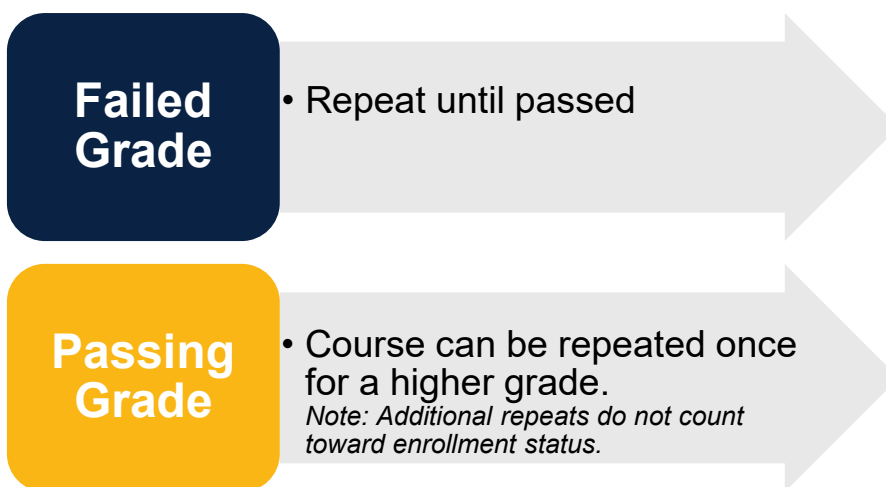 Failed
Grade
• Repeat until passed
Passing
Grade
• Course can be repeated once
for a higher grade.
Note: Additional repeats do not count
toward enrollment status.